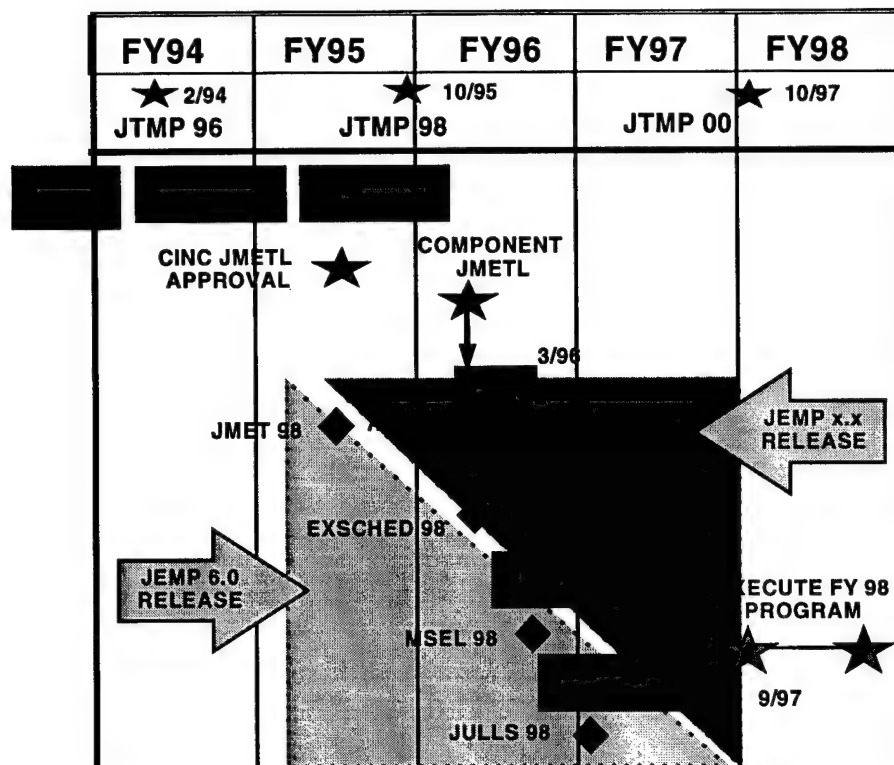 FY94 FY95 FY96 FY97 FY98
2/94 10/95 10/97
JTMP 96 JTMP 98 JTMP 00
CINC JMETL
APPROVAL
COMPONENT
JMETL
3/96
JMET 98
JEMP x.x
RELEASE
EXSCHED 98
JEMP 6.0
RELEASE
XECUTE FY 98
PROGRAM
MSEL 98
9/97
JULLS 98